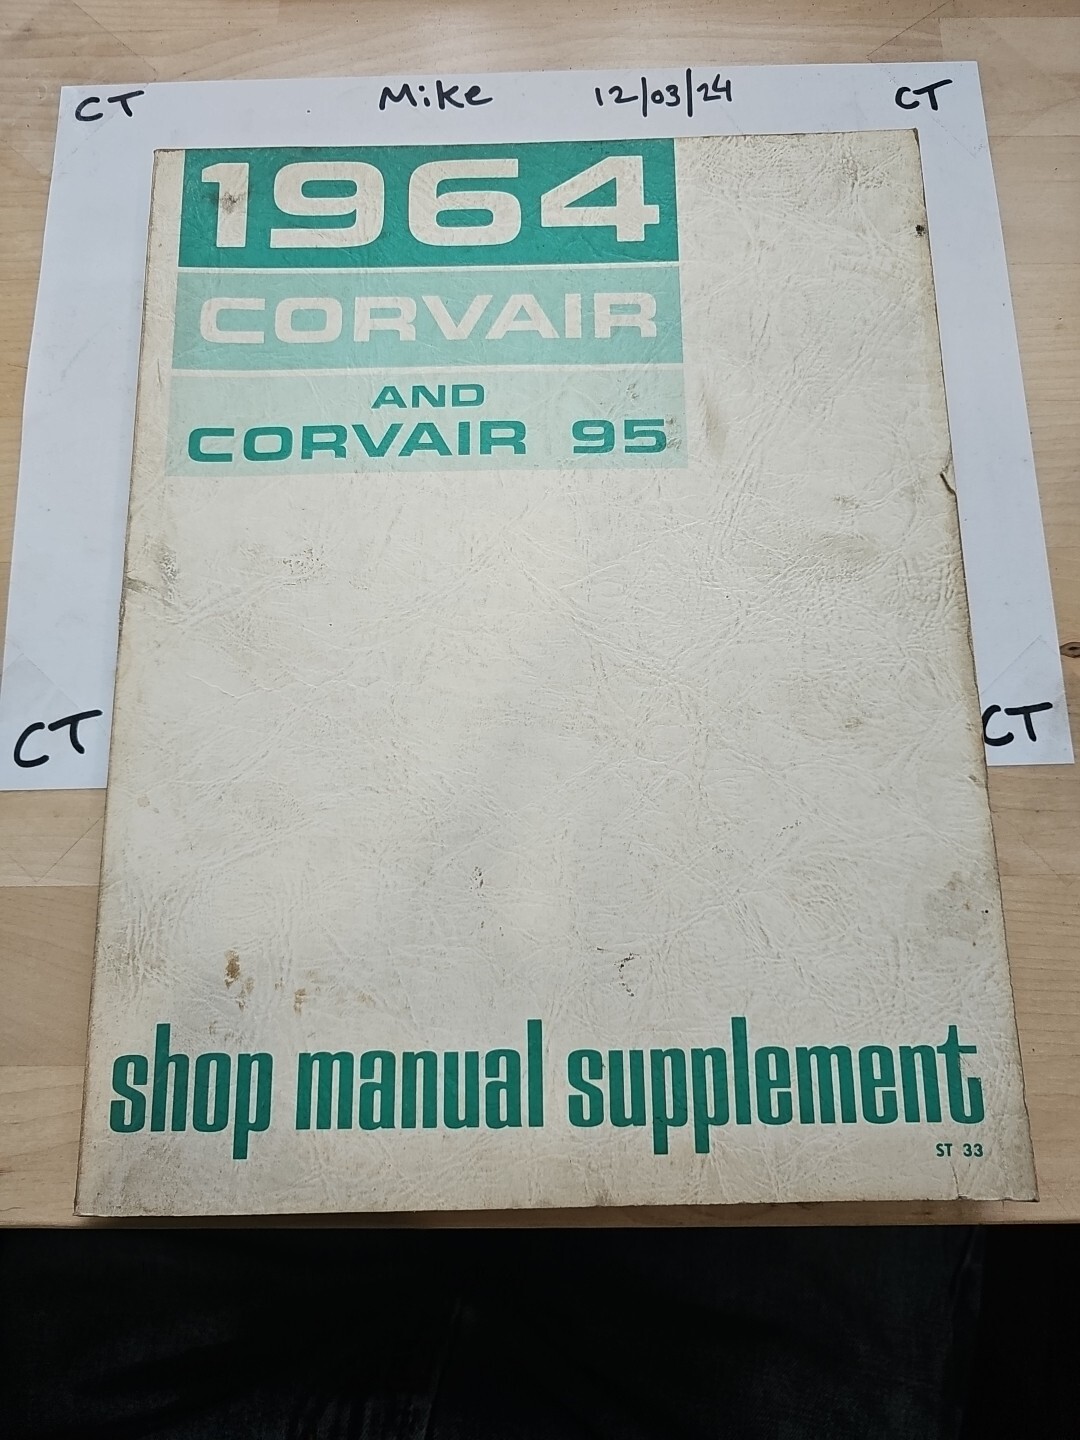 CT Mike 12/03/24 CT
1964
CORVAIR
AND
CORVAIR 95
CT CT
shop manual supplement
ST 33